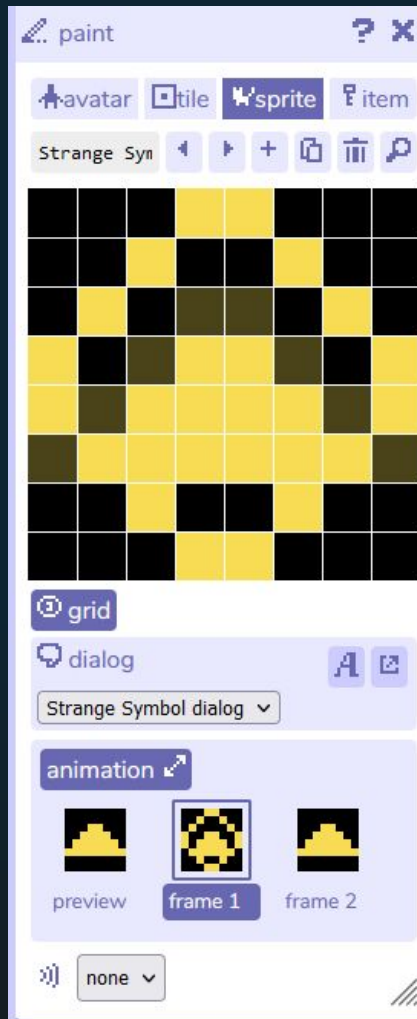 paint ? X
avatar tile sprite item
Strange Sym
grid
dialog A
Strange Symbol dialog
animation
preview frame 1 frame 2
none